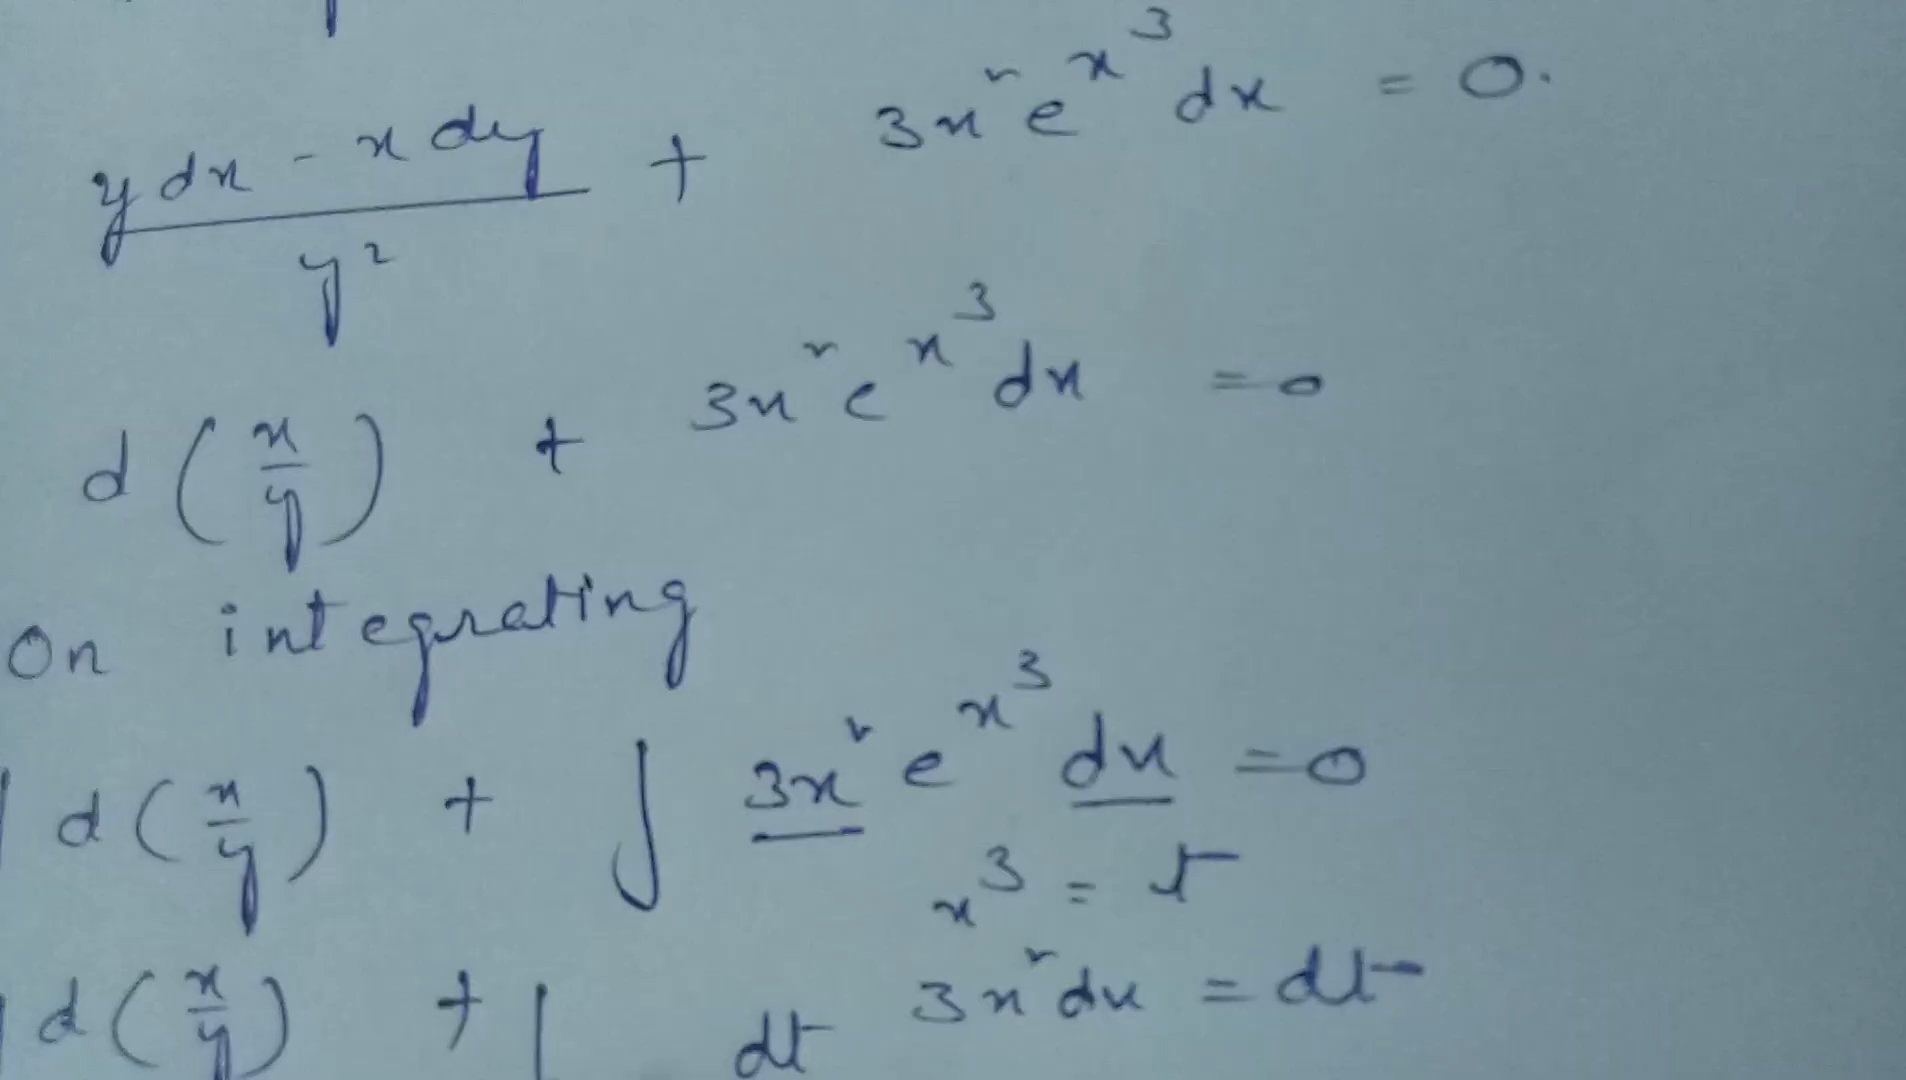 (y dx - x dy)/y² + 3x² e^(x³) dx = 0.
d(x/y) + 3x² e^(x³) dx = 0
On integrating
∫ d(x/y) + ∫ 3x² e^(x³) dx = 0
x³ = t
3x² dx = dt
∫ d(x/y) + ∫ dt